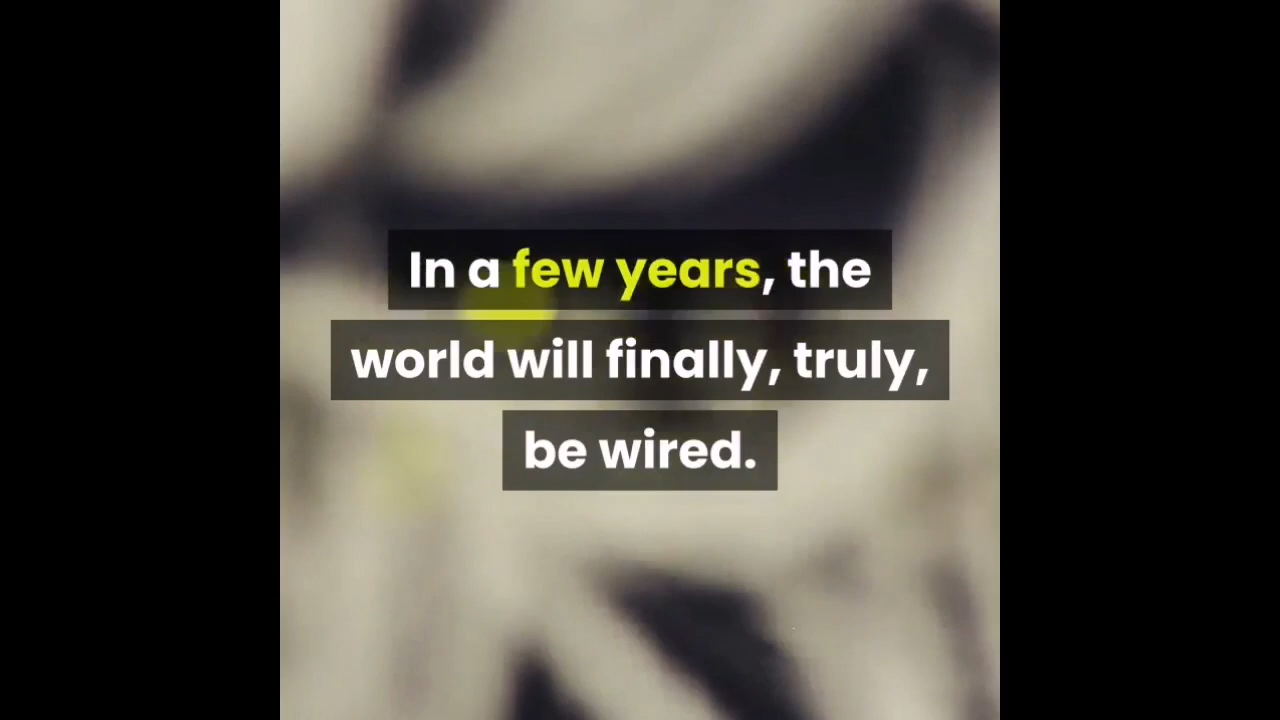 In a few years, the
world will finally, truly,
be wired.